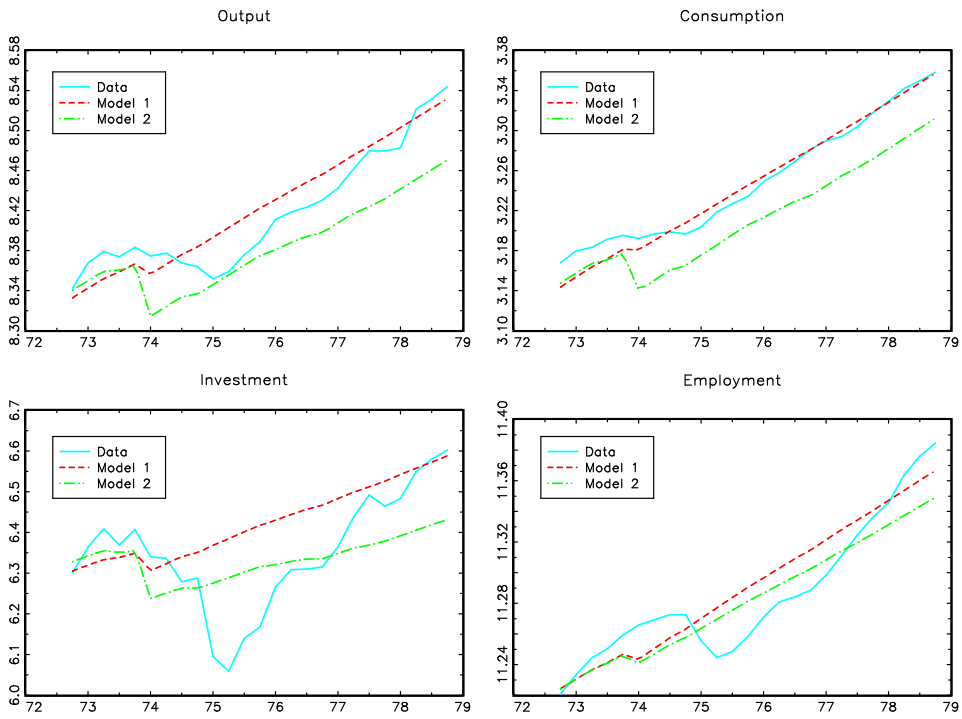 Output
8.58
8.54
8.50
8.46
8.42
8.38
8.34
8.30
Data
Model 1
Model 2
72 73 74 75 76 77 78 79
Consumption
3.38
3.34
3.30
3.26
3.22
3.18
3.14
3.10
Data
Model 1
Model 2
72 73 74 75 76 77 78 79
Investment
6.7
6.6
6.5
6.4
6.3
6.2
6.1
6.0
Data
Model 1
Model 2
72 73 74 75 76 77 78 79
Employment
11.40
11.36
11.32
11.28
11.24
Data
Model 1
Model 2
72 73 74 75 76 77 78 79